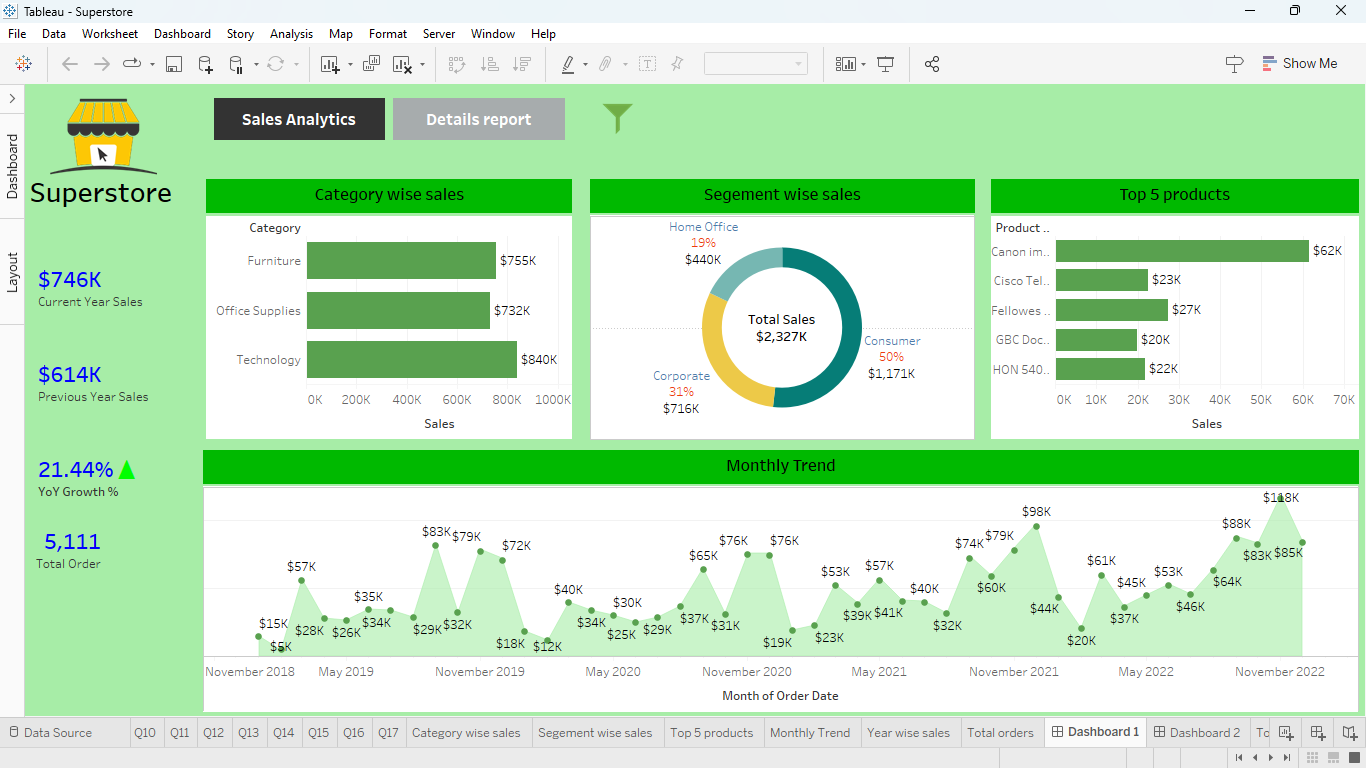 Tableau - Superstore
File Data Worksheet Dashboard Story Analysis Map Format Server Window Help
Show Me
Dashboard
Layout
Superstore
Sales Analytics
Details report
$746K
Current Year Sales
$614K
Previous Year Sales
21.44%
YoY Growth %
5,111
Total Order
Category wise sales
Category
Furniture $755K
Office Supplies $732K
Technology $840K
0K 200K 400K 600K 800K 1000K
Sales
Segement wise sales
Home Office
19%
$440K
Total Sales
$2,327K
Consumer
50%
$1,171K
Corporate
31%
$716K
Top 5 products
Product ..
Canon im.. $62K
Cisco Tel.. $23K
Fellowes .. $27K
GBC Doc.. $20K
HON 540.. $22K
0K 10K 20K 30K 40K 50K 60K 70K
Sales
Monthly Trend
$15K $5K $57K $28K $26K $35K $34K $29K $83K $32K $79K $72K $18K $12K $40K $34K $30K $25K $29K $37K $65K $31K $76K $76K $19K $23K $53K $39K $57K $41K $40K $32K $74K $60K $79K $98K $44K $20K $61K $37K $45K $53K $46K $64K $88K $83K $118K $85K
November 2018 May 2019 November 2019 May 2020 November 2020 May 2021 November 2021 May 2022 November 2022
Month of Order Date
Data Source Q10 Q11 Q12 Q13 Q14 Q15 Q16 Q17 Category wise sales Segement wise sales Top 5 products Monthly Trend Year wise sales Total orders Dashboard 1 Dashboard 2 To